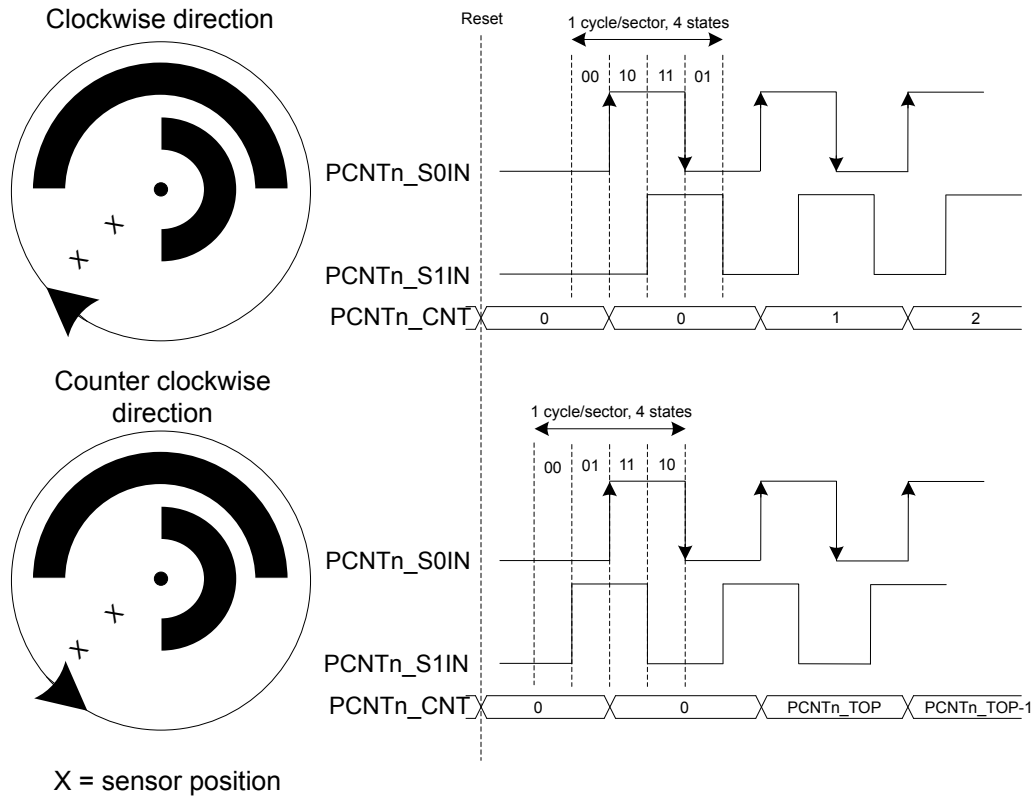 Clockwise direction
X
X
Reset
1 cycle/sector, 4 states
00 10 11 01
PCNTn_S0IN
PCNTn_S1IN
PCNTn_CNT 0 0 1 2
Counter clockwise
direction
X
X
1 cycle/sector, 4 states
00 01 11 10
PCNTn_S0IN
PCNTn_S1IN
PCNTn_CNT 0 0 PCNTn_TOP PCNTn_TOP-1
X = sensor position